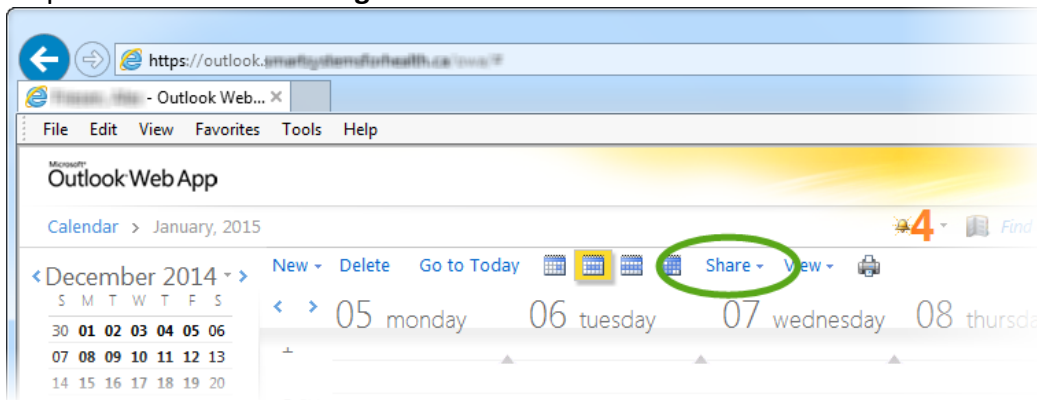 https://outlook.
- Outlook Web...
File Edit View Favorites Tools Help
Microsoft®
Outlook Web App
Calendar > January, 2015
4
Find
December 2014
New Delete Go to Today Share View
S M T W T F S
05 monday 06 tuesday 07 wednesday 08 thursda
30 01 02 03 04 05 06
07 08 09 10 11 12 13
14 15 16 17 18 19 20